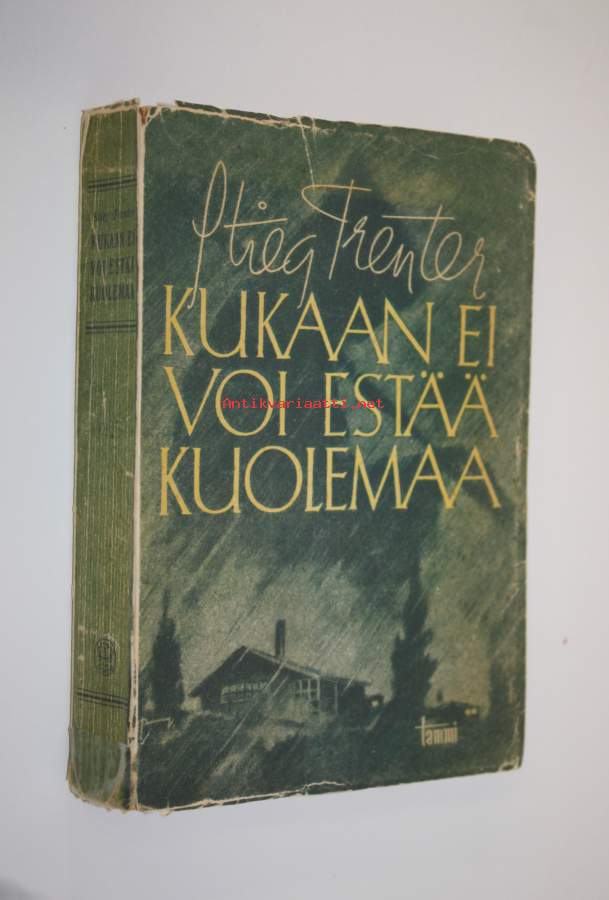 Stieg Trenter
KUKAAN EI
VOI ESTÄÄ
KUOLEMAA
Antikvariaatti.net
tammi
KUKAAN EI
VOI ESTÄÄ
KUOLEMAA